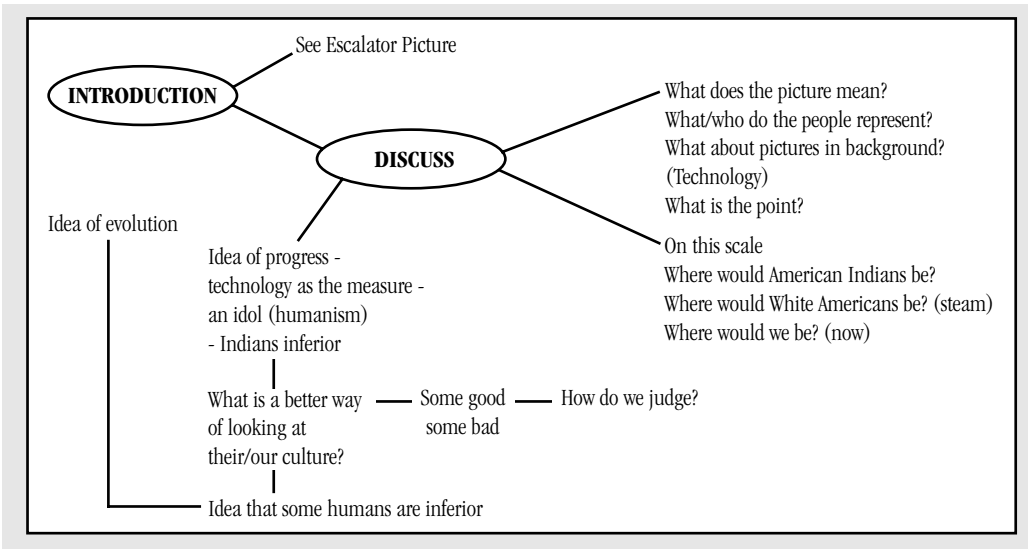 See Escalator Picture
INTRODUCTION
DISCUSS
What does the picture mean?
What/who do the people represent?
What about pictures in background?
(Technology)
What is the point?
On this scale
Where would American Indians be?
Where would White Americans be? (steam)
Where would we be? (now)
Idea of evolution
Idea of progress -
technology as the measure -
an idol (humanism)
- Indians inferior
What is a better way
of looking at
their/our culture?
Some good
some bad
How do we judge?
Idea that some humans are inferior